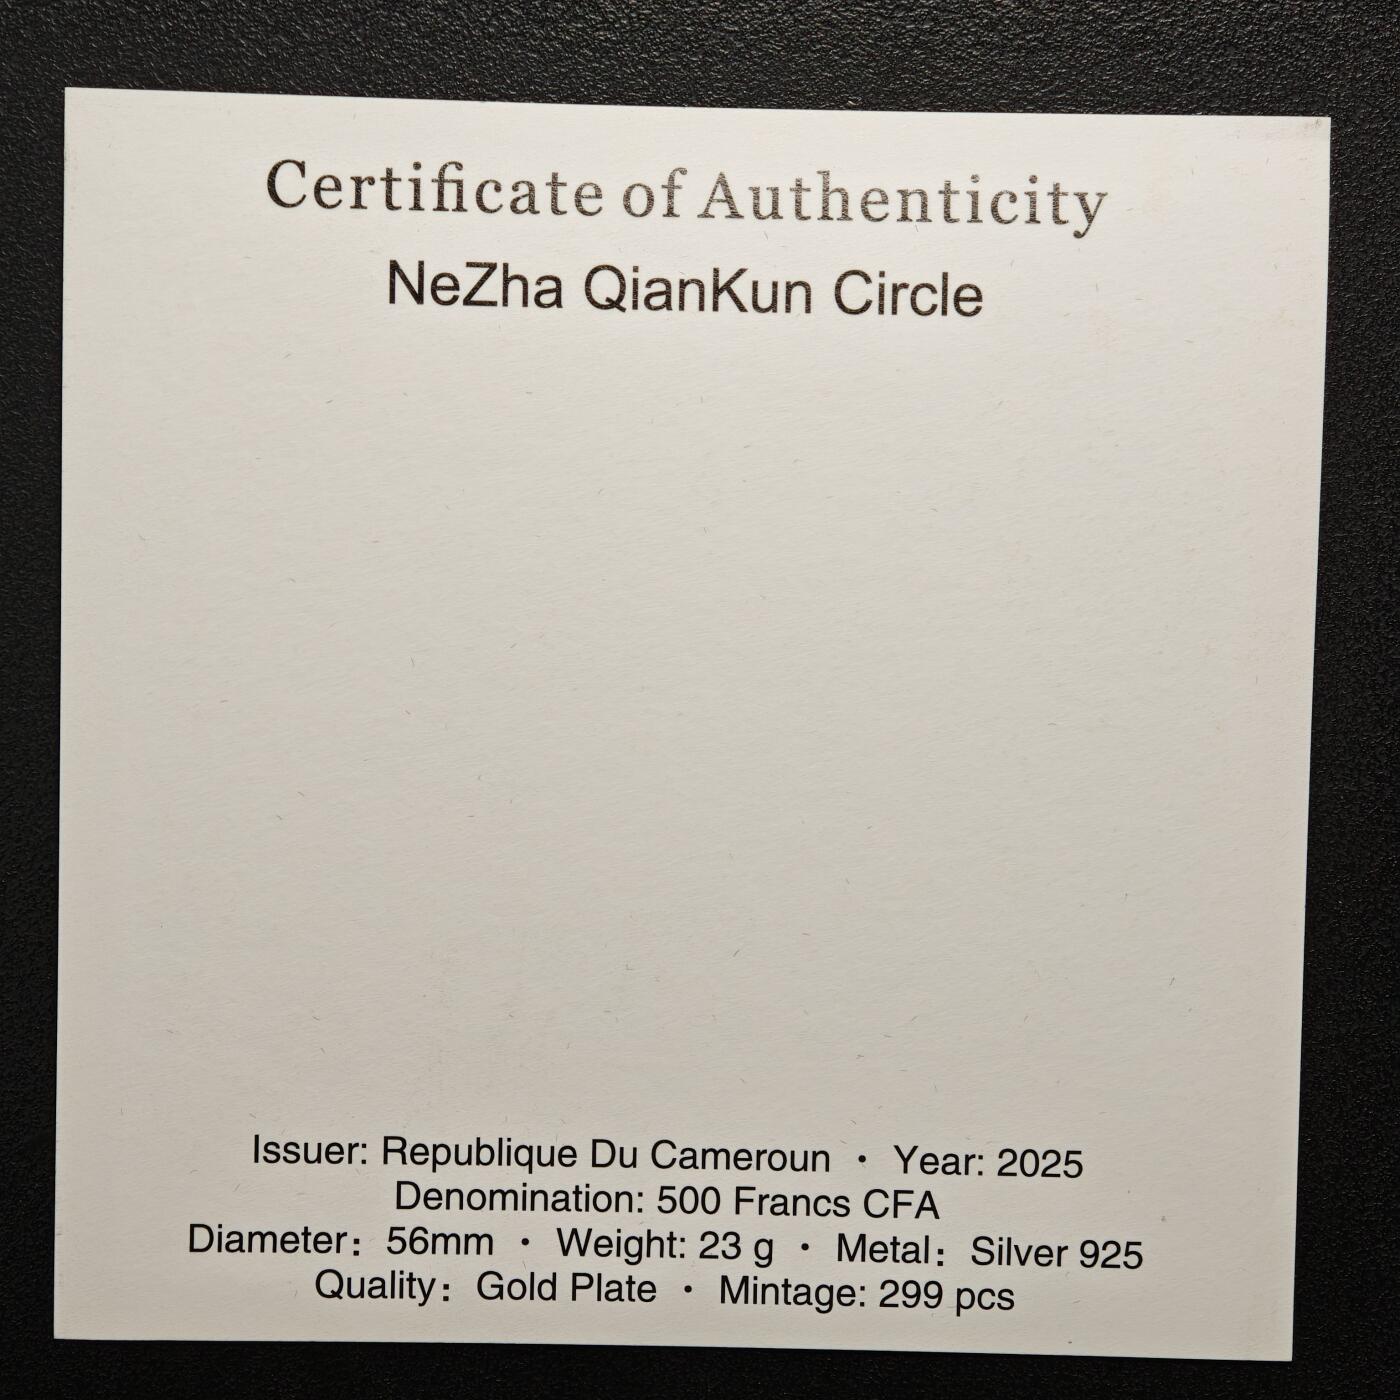 Certificate of Authenticity
NeZha QianKun Circle
Issuer: Republique Du Cameroun · Year: 2025
Denomination: 500 Francs CFA
Diameter： 56mm · Weight: 23 g · Metal： Silver 925
Quality： Gold Plate · Mintage: 299 pcs